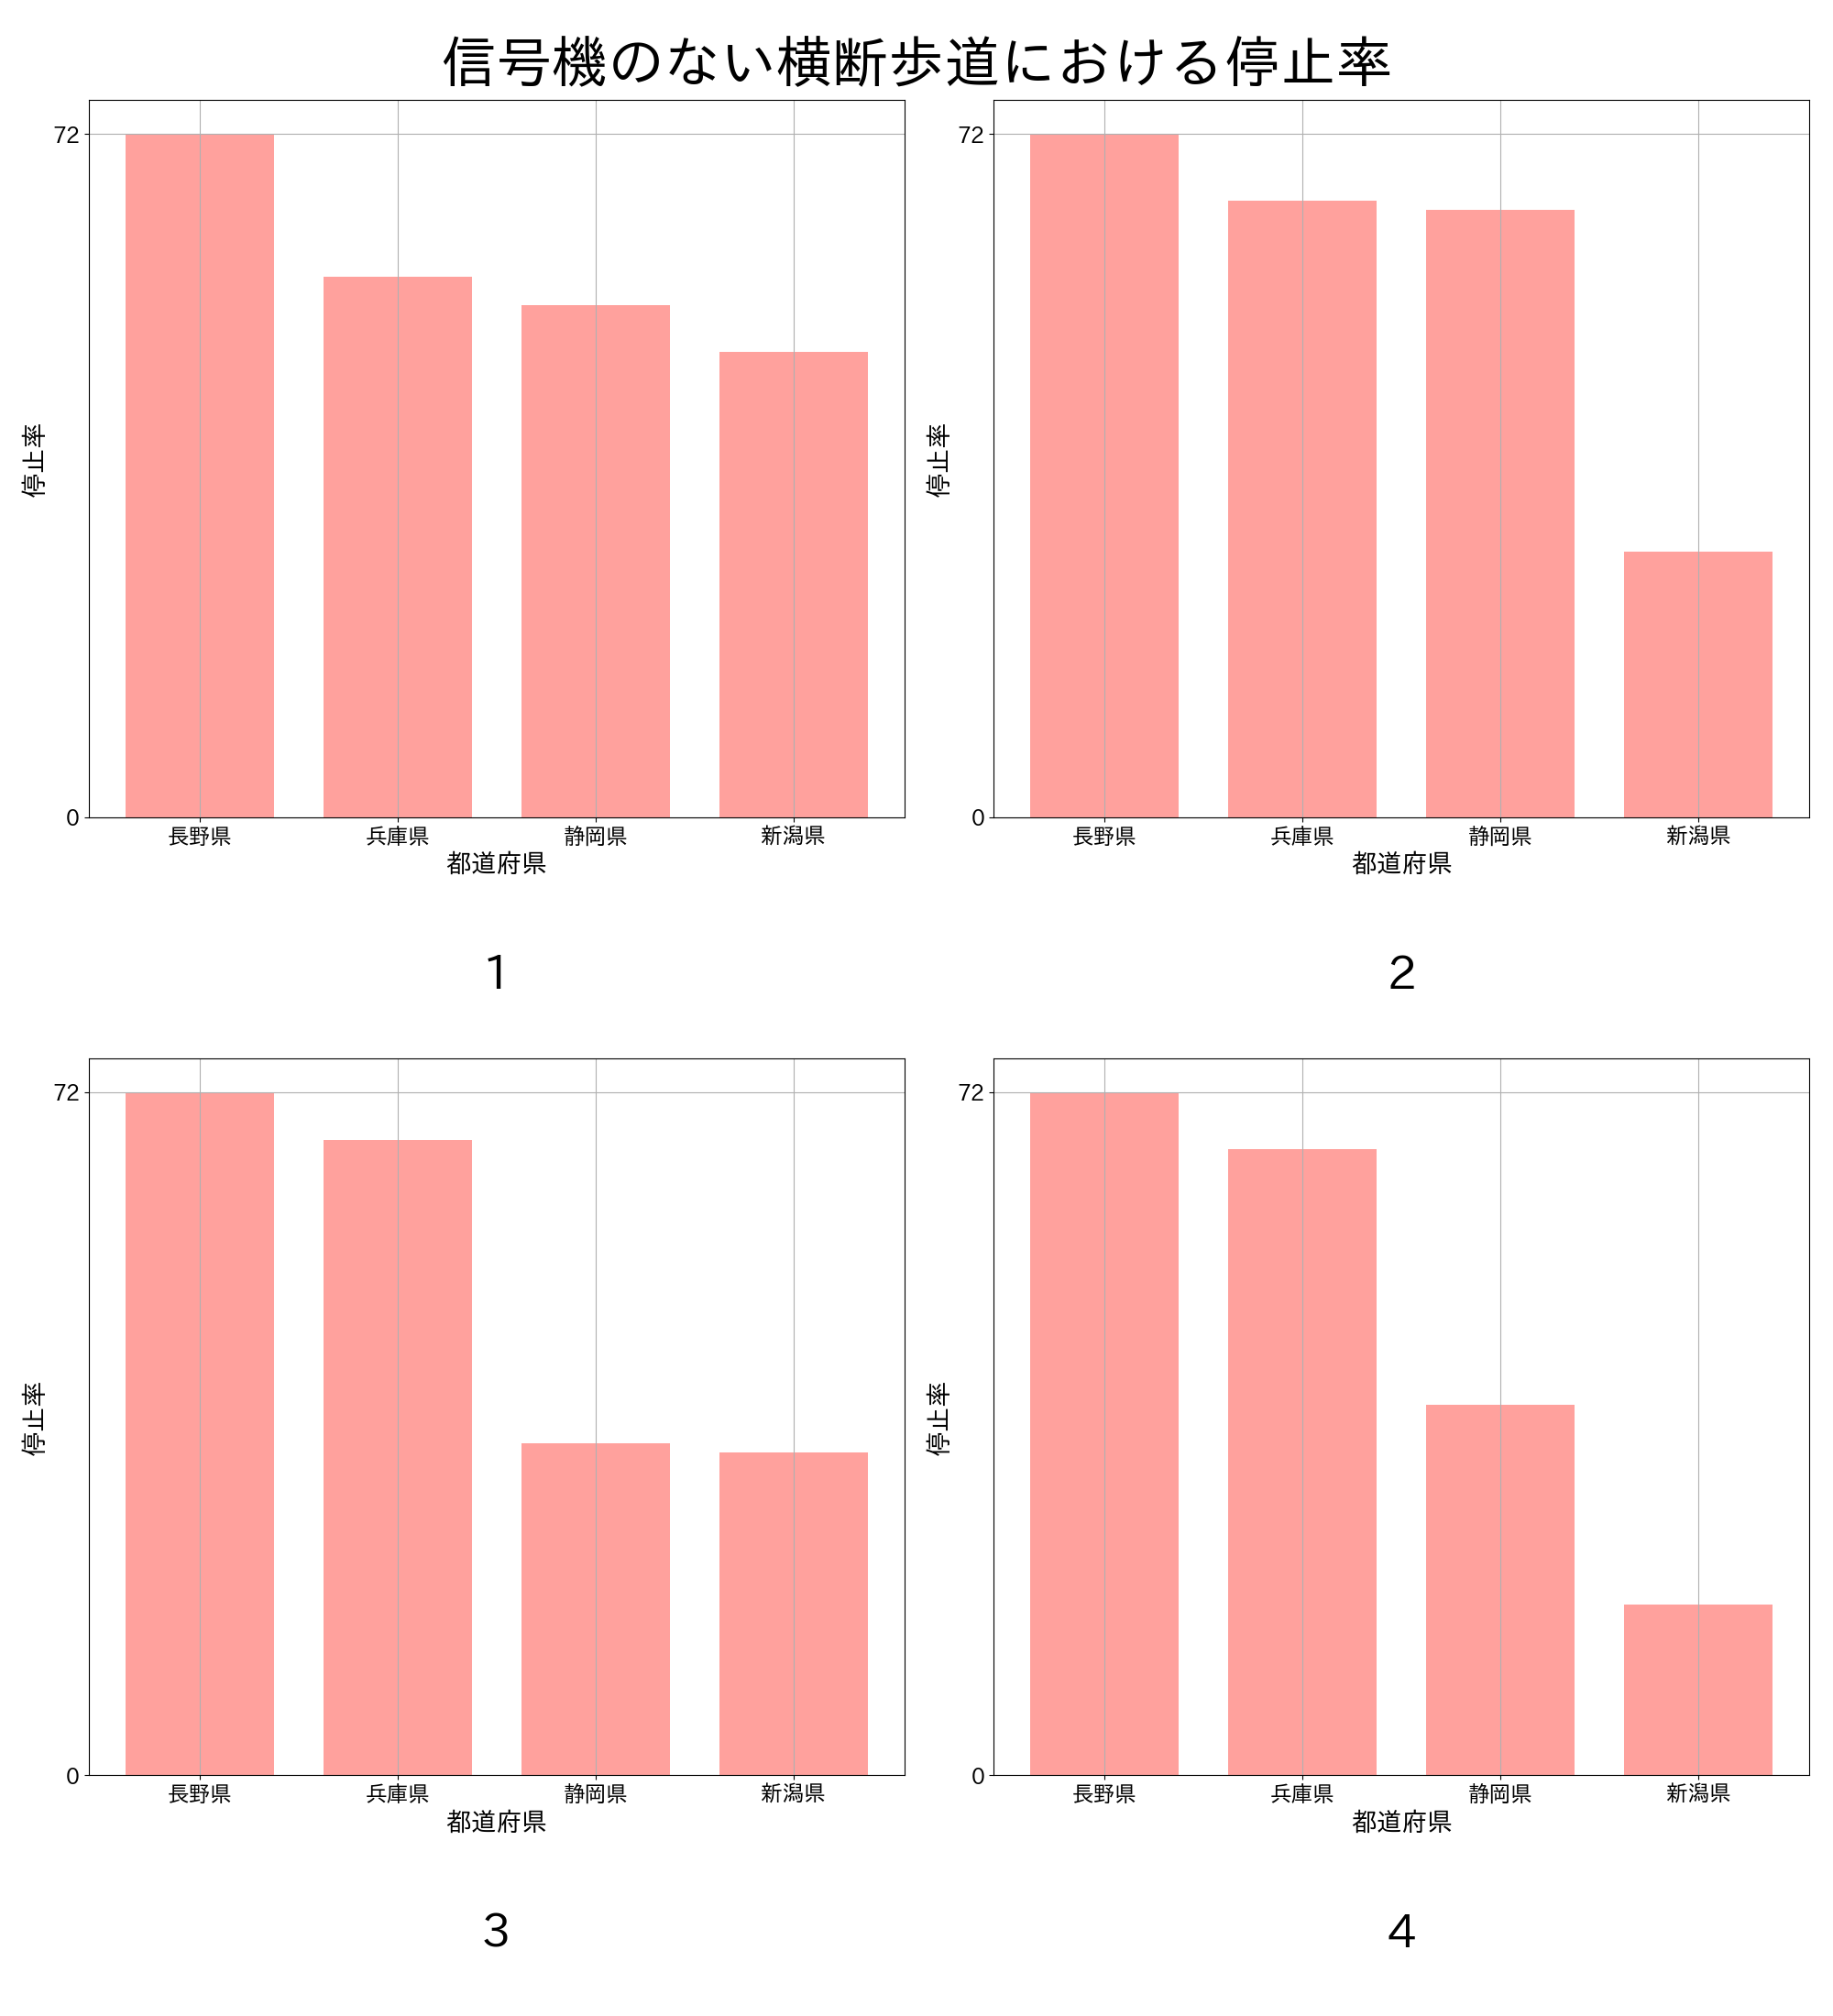 信号機のない横断歩道における停止率
72
停止率
0
長野県 兵庫県 静岡県 新潟県
都道府県
1
72
停止率
0
長野県 兵庫県 静岡県 新潟県
都道府県
2
72
停止率
0
長野県 兵庫県 静岡県 新潟県
都道府県
3
72
停止率
0
長野県 兵庫県 静岡県 新潟県
都道府県
4